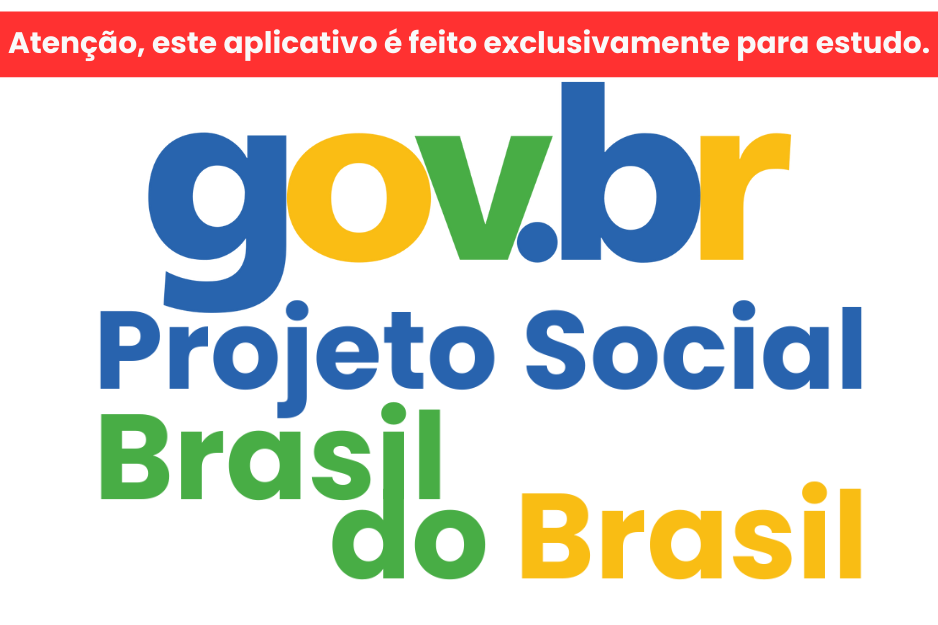 Atenção, este aplicativo é feito exclusivamente para estudo.
gov.br
Projeto Social
Brasil
do Brasil